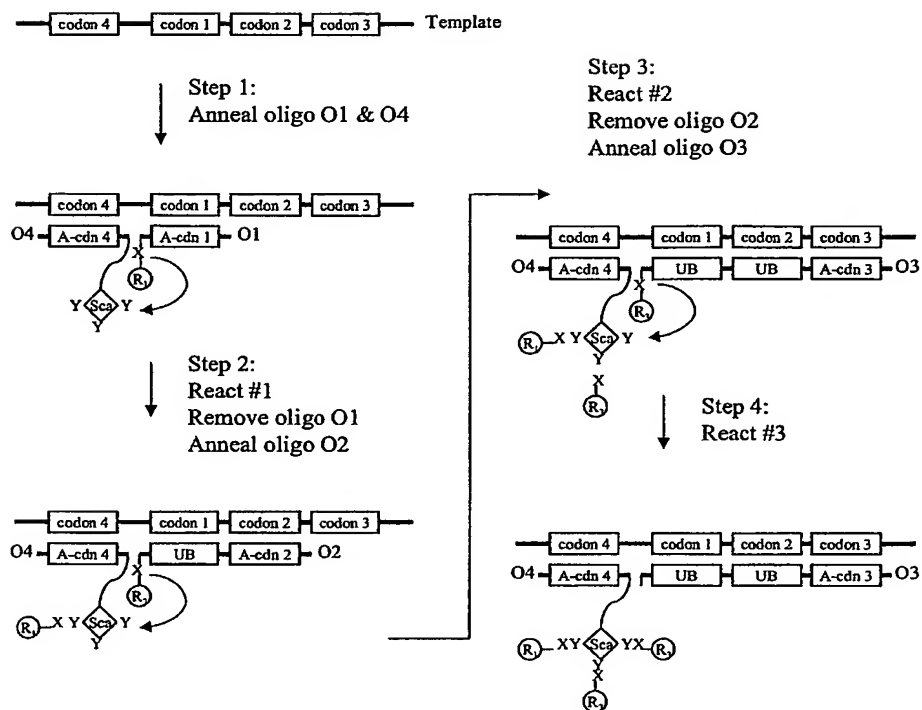 codon 4 codon 1 codon 2 codon 3 Template
Step 1:
Anneal oligo O1 & O4
codon 4 codon 1 codon 2 codon 3
O4 A-cdn 4 A-cdn 1 O1
X
R₁
Y Sca Y
Y
Step 2:
React #1
Remove oligo O1
Anneal oligo O2
codon 4 codon 1 codon 2 codon 3
O4 A-cdn 4 UB A-cdn 2 O2
X
R₂
R₁ X Y Sca Y
Y
Step 3:
React #2
Remove oligo O2
Anneal oligo O3
codon 4 codon 1 codon 2 codon 3
O4 UB UB A-cdn 3 O3
A-cdn 4
X
R₃
R₁ X Y Sca Y
Y
X
R₂
Step 4:
React #3
codon 4 codon 1 codon 2 codon 3
O4 A-cdn 4 UB UB A-cdn 3 O3
R₁ XY Sca YX R₃
Y
X
R₂